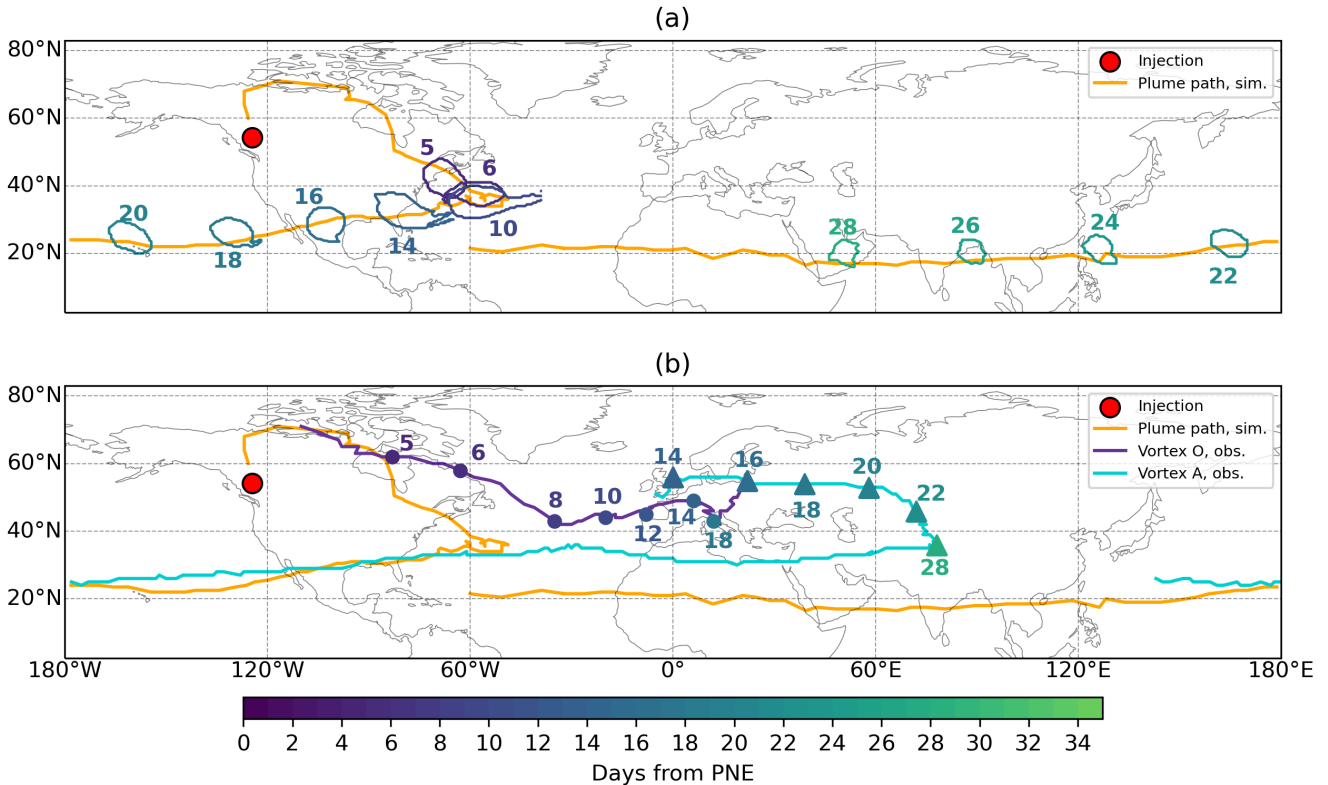 (a)
80°N
60°N
40°N
20°N
Injection
Plume path, sim.
5
6
10
14
16
18
20
28
26
24
22
(b)
80°N
60°N
40°N
20°N
Injection
Plume path, sim.
Vortex O, obs.
Vortex A, obs.
5
6
8
10
12
14
18
14
16
18
20
22
28
180°W 120°W 60°W 0° 60°E 120°E 180°E
0 2 4 6 8 10 12 14 16 18 20 22 24 26 28 30 32 34
Days from PNE